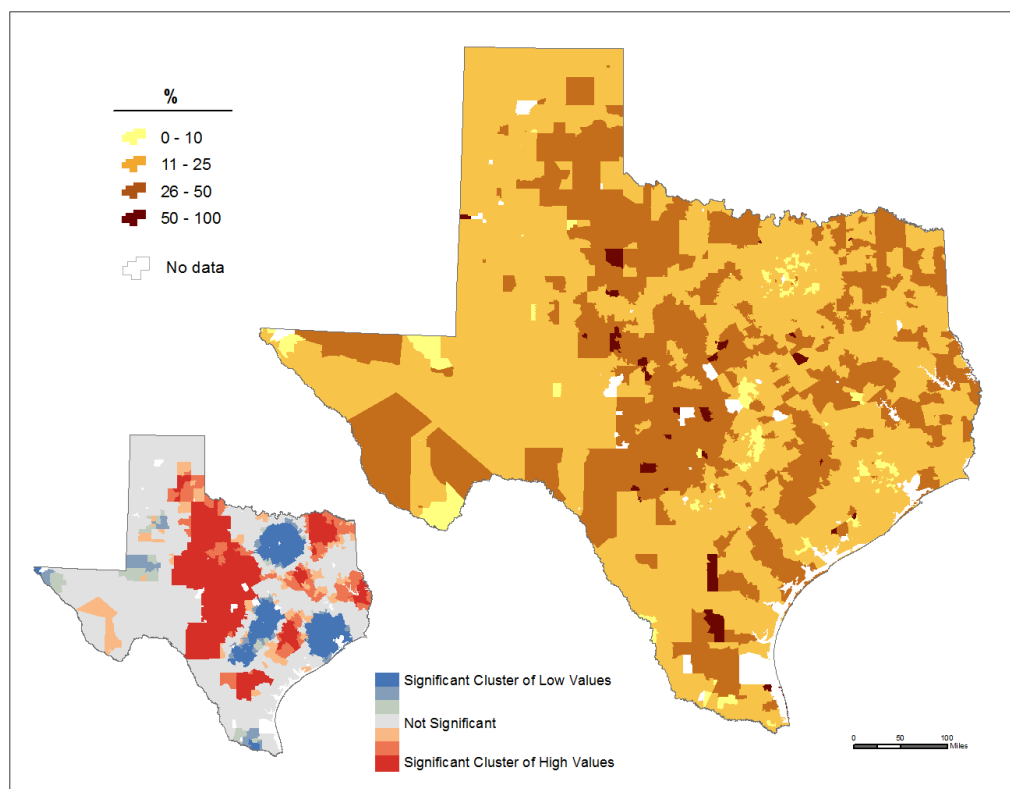 %
0 - 10
11 - 25
26 - 50
50 - 100
No data
Significant Cluster of Low Values
Not Significant
Significant Cluster of High Values
0 50 100
Miles